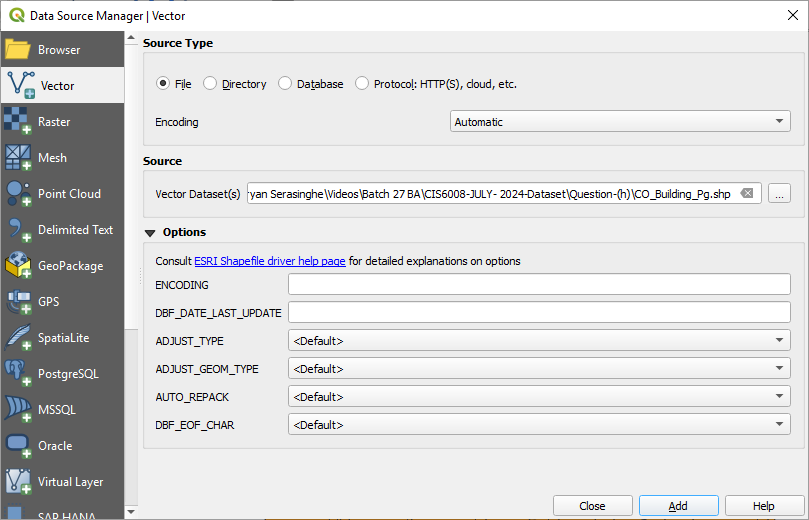 Data Source Manager | Vector
Browser
Vector
Raster
Mesh
Point Cloud
Delimited Text
GeoPackage
GPS
SpatiaLite
PostgreSQL
MSSQL
Oracle
Virtual Layer
SAP HANA
Source Type
File Directory Database Protocol: HTTP(S), cloud, etc.
Encoding Automatic
Source
Vector Dataset(s) ryan Serasinghe\Videos\Batch 27 BA\CIS6008-JULY- 2024-Dataset\Question-(h)\CO_Building_Pg.shp ...
Options
Consult ESRI Shapefile driver help page for detailed explanations on options
ENCODING
DBF_DATE_LAST_UPDATE
ADJUST_TYPE <Default>
ADJUST_GEOM_TYPE <Default>
AUTO_REPACK <Default>
DBF_EOF_CHAR <Default>
Close Add Help